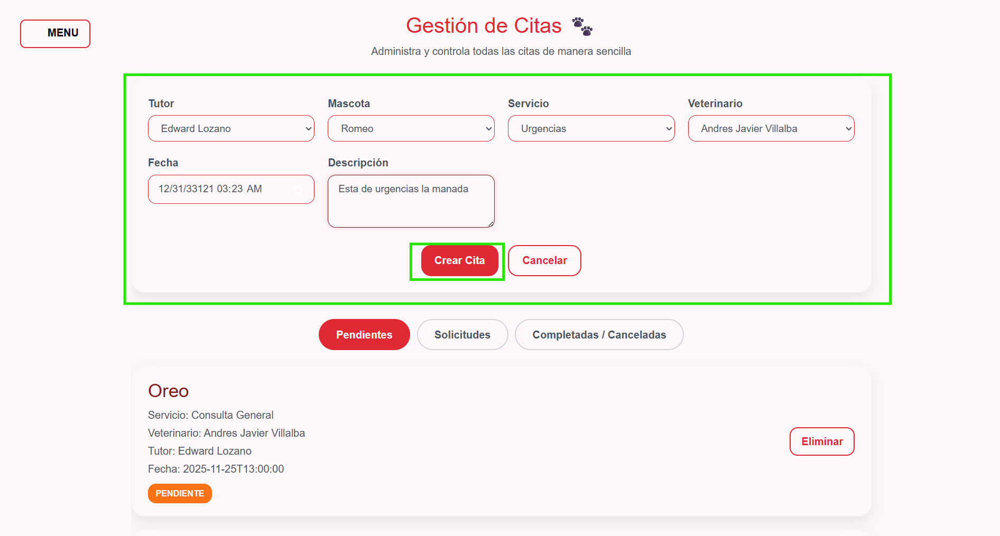 MENU
Gestión de Citas
Administra y controla todas las citas de manera sencilla
Tutor
Mascota
Servicio
Veterinario
Edward Lozano
Romeo
Urgencias
Andres Javier Villalba
Fecha
Descripción
12/31/33121 03:23 AM
Esta de urgencias la manada
Crear Cita
Cancelar
Pendientes
Solicitudes
Completadas / Canceladas
Oreo
Servicio: Consulta General
Veterinario: Andres Javier Villalba
Tutor: Edward Lozano
Fecha: 2025-11-25T13:00:00
PENDIENTE
Eliminar